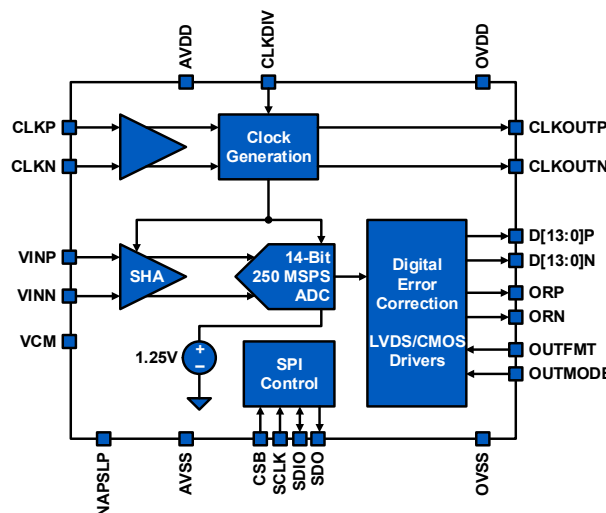 AVDD
CLKDIV
OVDD
CLKP
CLKN
Clock
Generation
CLKOUTP
CLKOUTN
VINP
VINN
VCM
SHA
14-Bit
250 MSPS
ADC
1.25V
+
−
SPI
Control
Digital
Error
Correction
LVDS/CMOS
Drivers
D[13:0]P
D[13:0]N
ORP
ORN
OUTFMT
OUTMODE
NAPSLP
AVSS
CSB
SCLK
SDIO
SDO
OVSS